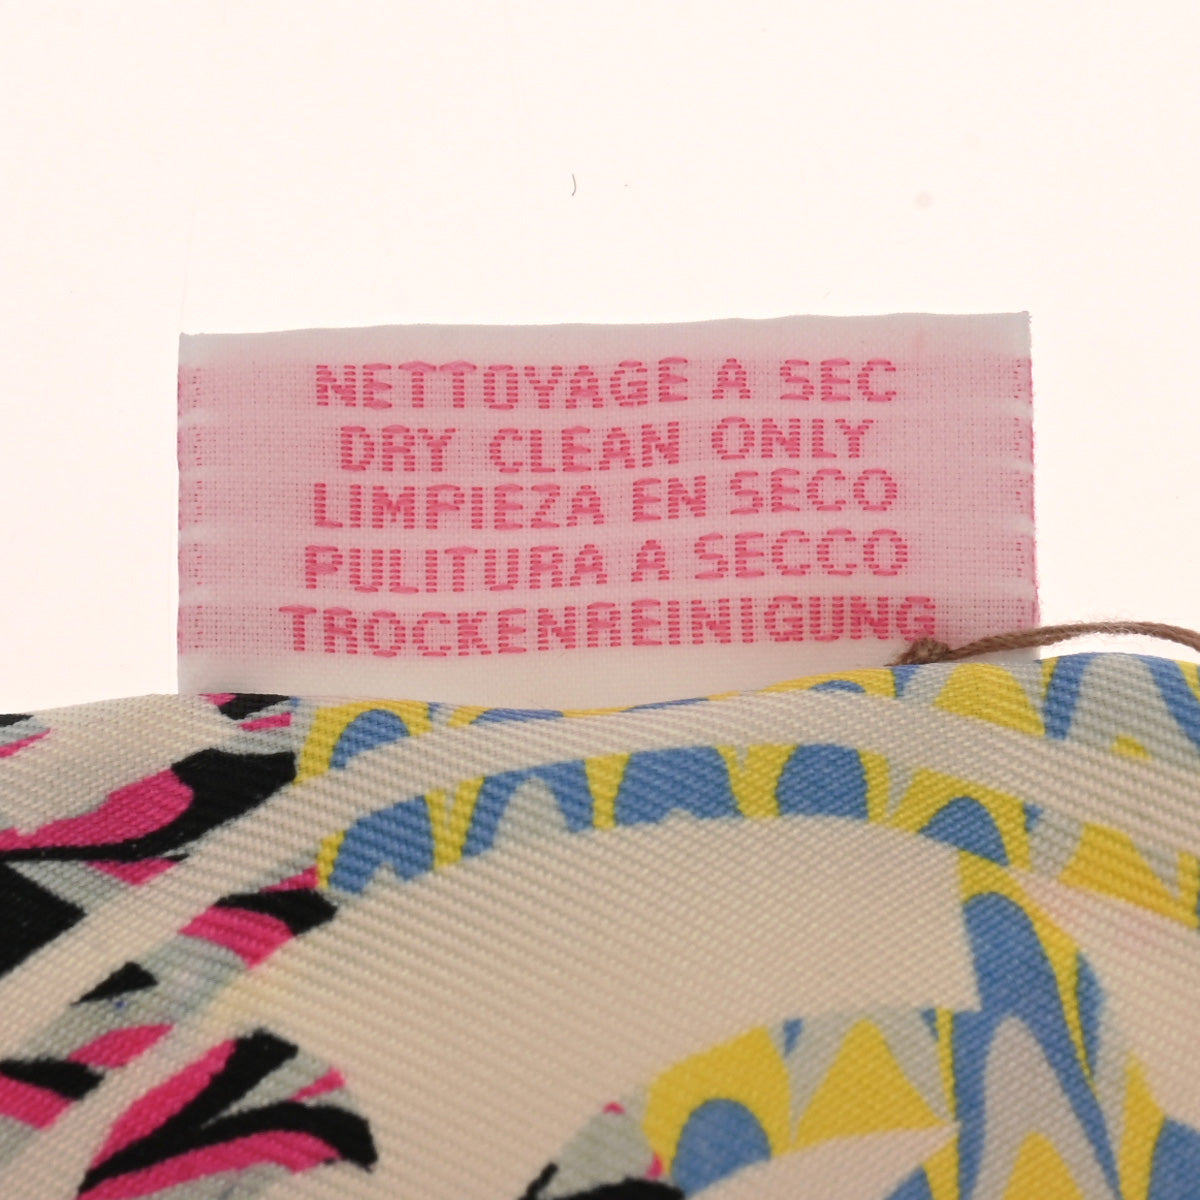 NETTOYAGE A SEC
DRY CLEAN ONLY
LIMPIEZA EN SECO
PULITURA A SECCO
TROCKENREINIGUNG